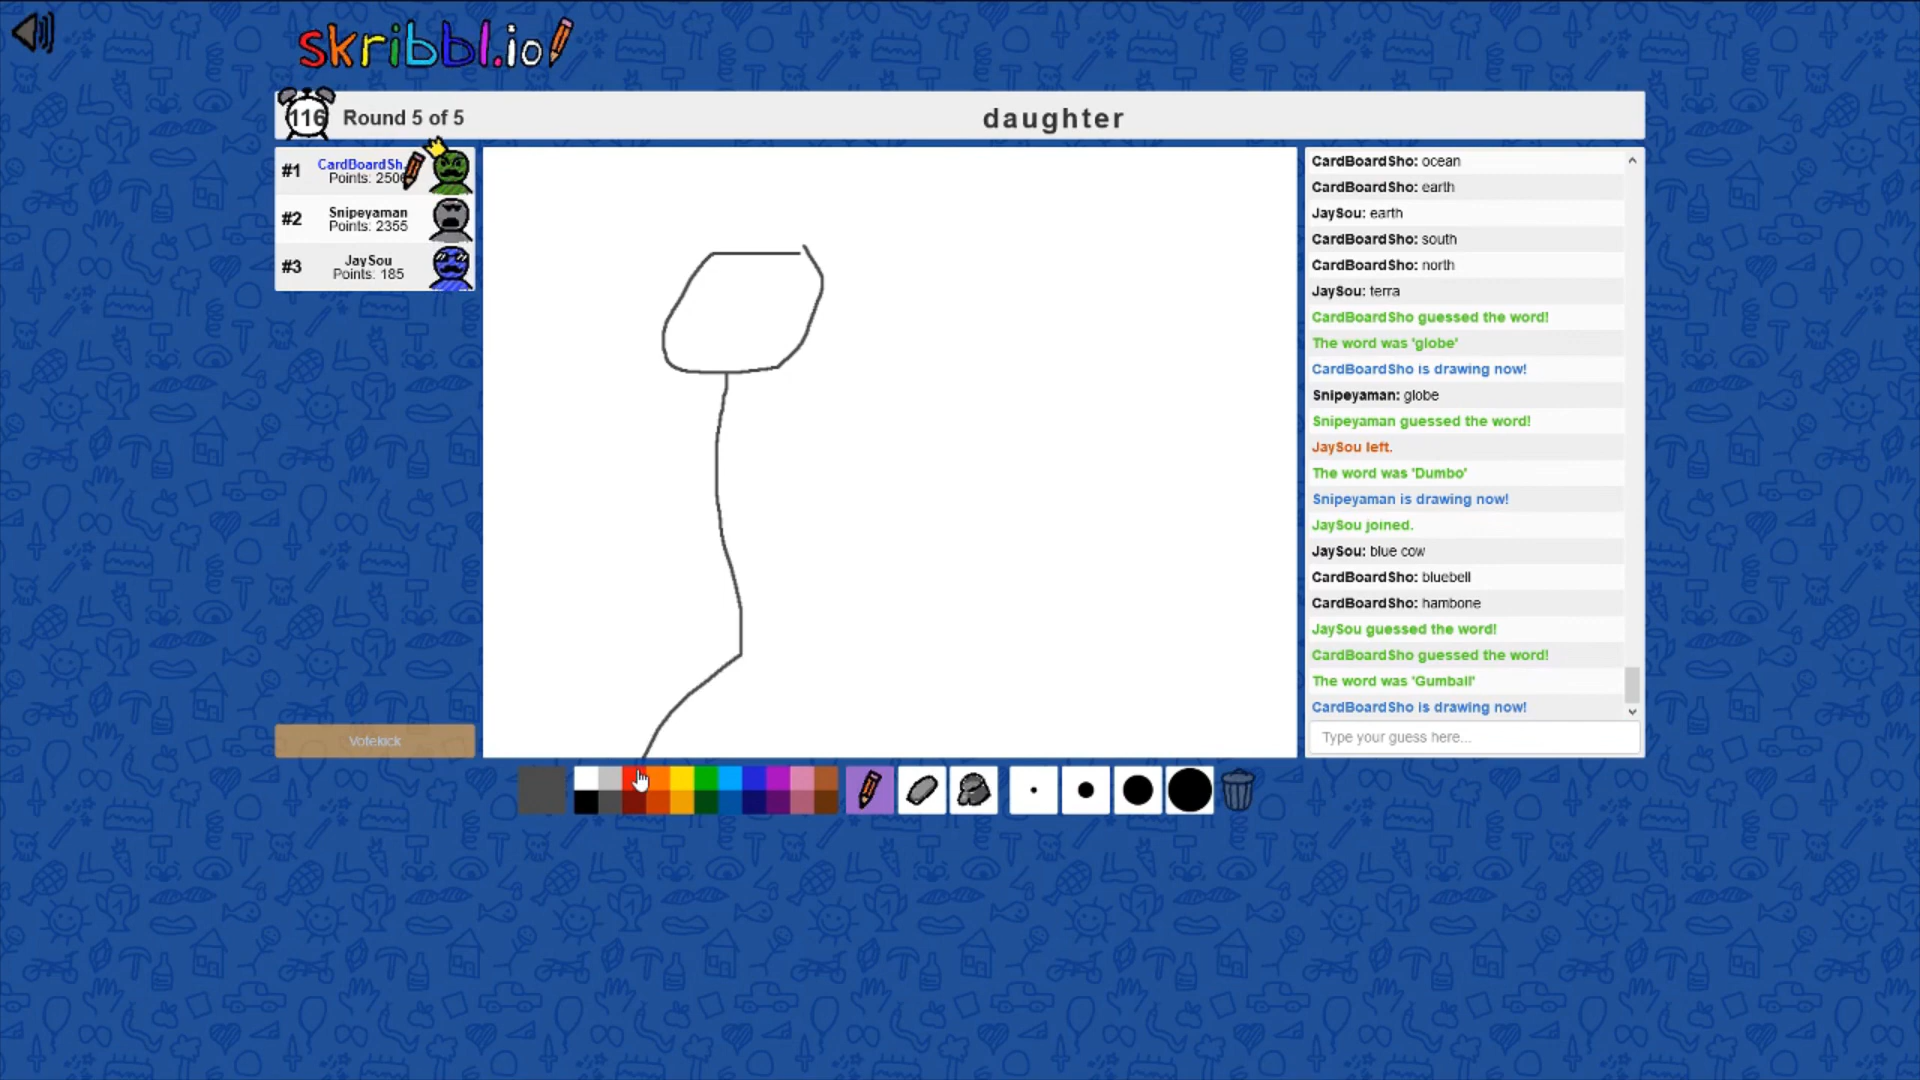 skribbl.io
116 Round 5 of 5
daughter
#1 CardBoardSh.
Points: 2506
#2 Snipeyaman
Points: 2355
#3 JaySou
Points: 185
Votekick
CardBoardSho: ocean
CardBoardSho: earth
JaySou: earth
CardBoardSho: south
CardBoardSho: north
JaySou: terra
CardBoardSho guessed the word!
The word was 'globe'
CardBoardSho is drawing now!
Snipeyaman: globe
Snipeyaman guessed the word!
JaySou left.
The word was 'Dumbo'
Snipeyaman is drawing now!
JaySou joined.
JaySou: blue cow
CardBoardSho: bluebell
CardBoardSho: hambone
JaySou guessed the word!
CardBoardSho guessed the word!
The word was 'Gumball'
CardBoardSho is drawing now!
Type your guess here...